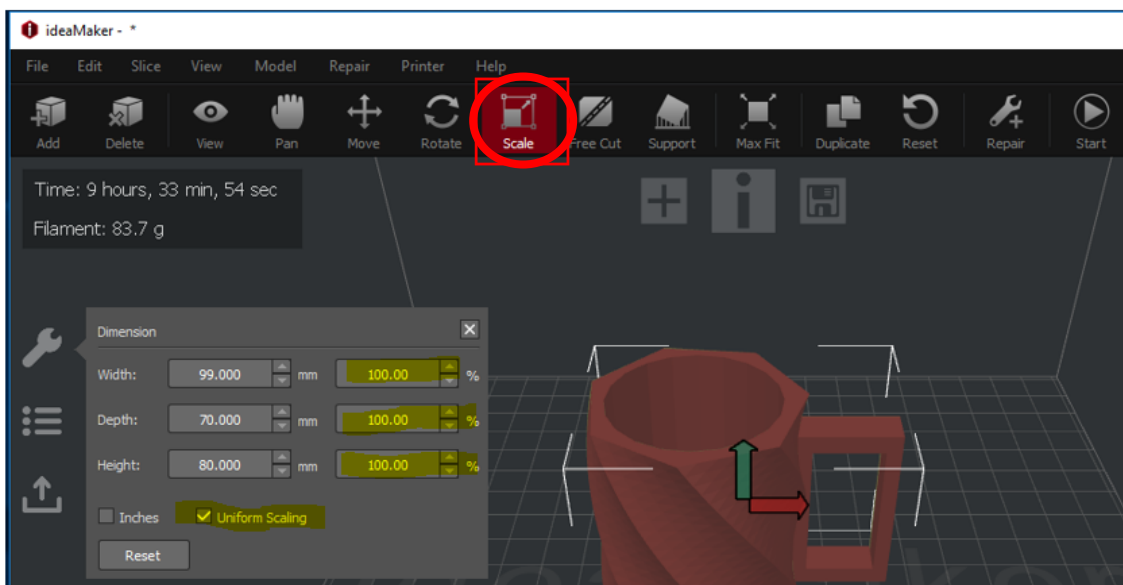 ideaMaker - *
File Edit Slice View Model Repair Printer Help
Add Delete View Pan Move Rotate Scale Free Cut Support Max Fit Duplicate Reset Repair Start
Time: 9 hours, 33 min, 54 sec
Filament: 83.7 g
Dimension
Width: 99.000 mm 100.00 %
Depth: 70.000 mm 100.00 %
Height: 80.000 mm 100.00 %
Inches Uniform Scaling
Reset